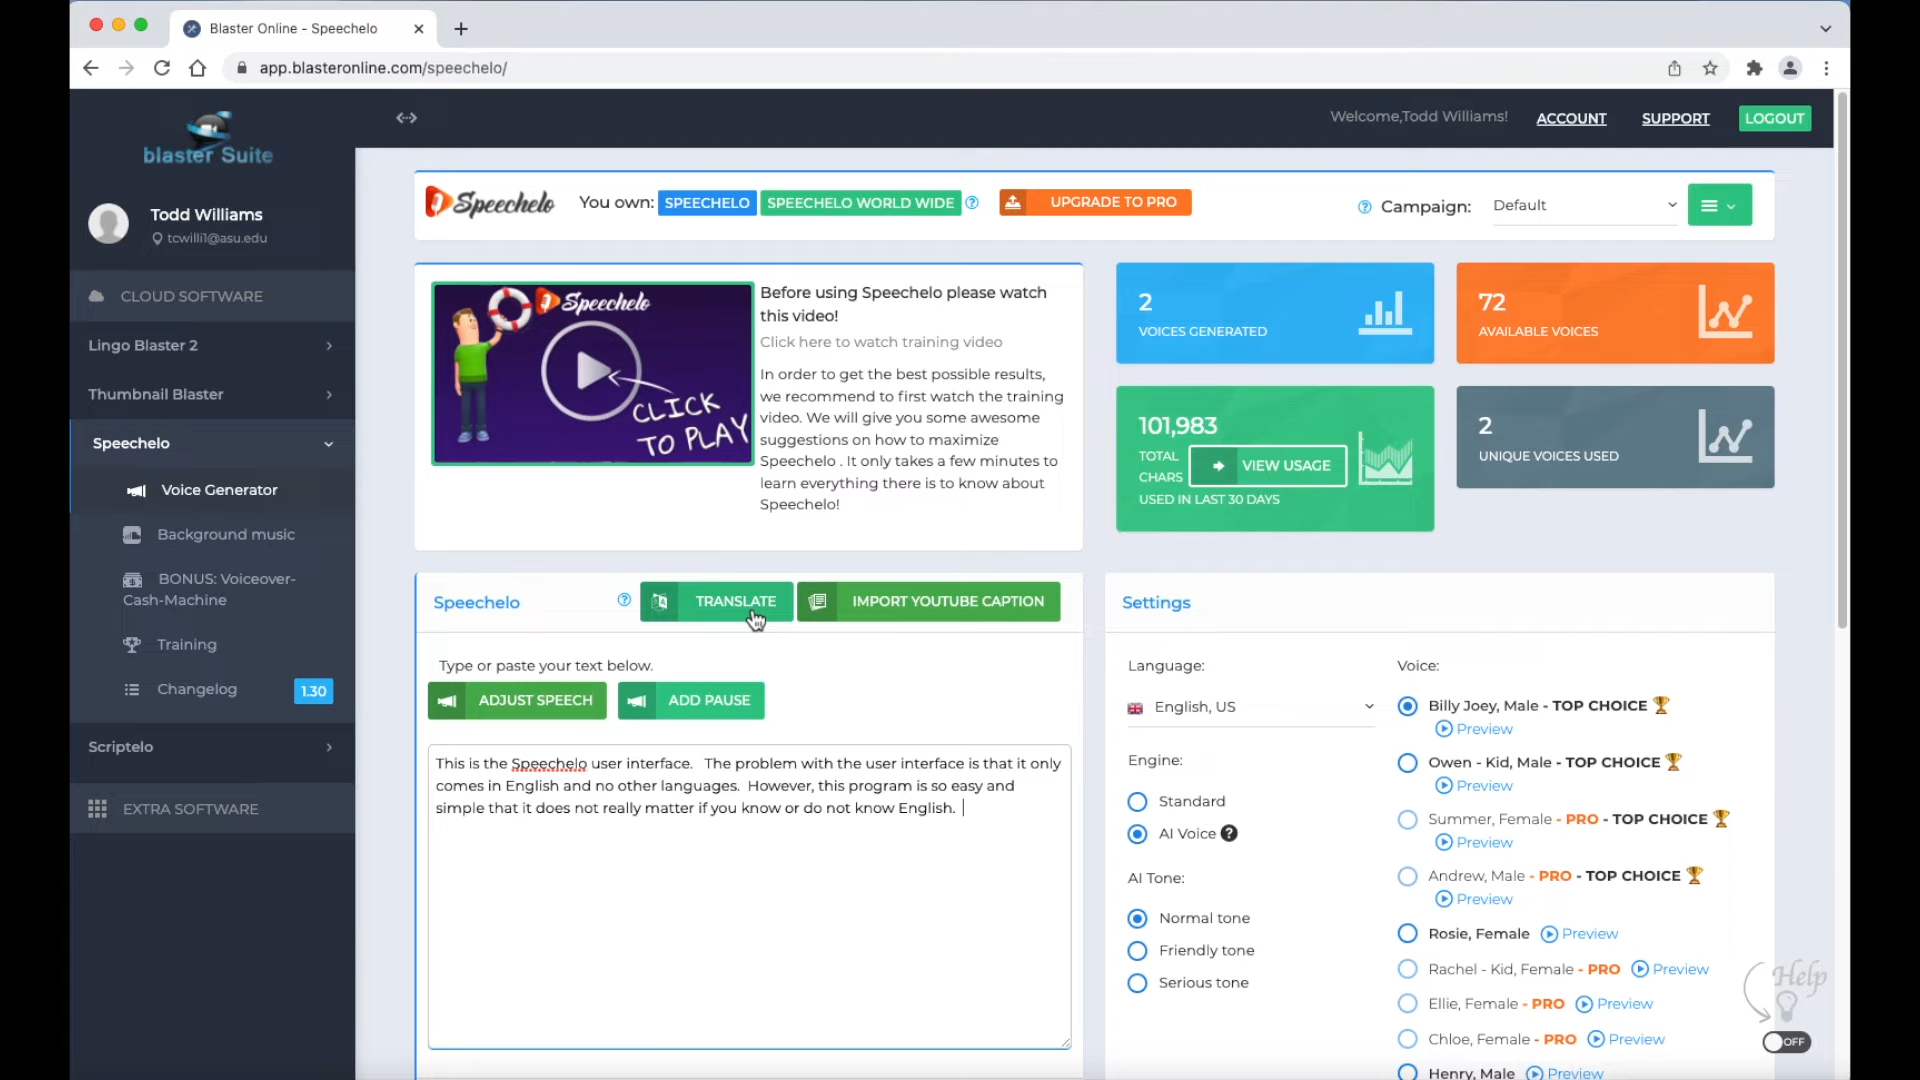 Blaster Online - Speechelo
app.blasteronline.com/speechelo/
blaster Suite
Welcome,Todd Williams!
ACCOUNT
SUPPORT
LOGOUT
Todd Williams
tcwilli1@asu.edu
CLOUD SOFTWARE
Lingo Blaster 2
Thumbnail Blaster
Speechelo
Voice Generator
Background music
BONUS: Voiceover-
Cash-Machine
Training
Changelog 1.30
Scriptelo
EXTRA SOFTWARE
Speechelo
You own: SPEECHELO SPEECHELO WORLD WIDE
UPGRADE TO PRO
Campaign: Default
Speechelo
CLICK
TO PLAY
Before using Speechelo please watch
this video!
Click here to watch training video
In order to get the best possible results,
we recommend to first watch the training
video. We will give you some awesome
suggestions on how to maximize
Speechelo . It only takes a few minutes to
learn everything there is to know about
Speechelo!
2
VOICES GENERATED
72
AVAILABLE VOICES
101,983
TOTAL
CHARS
VIEW USAGE
USED IN LAST 30 DAYS
2
UNIQUE VOICES USED
Speechelo
TRANSLATE
IMPORT YOUTUBE CAPTION
Type or paste your text below.
ADJUST SPEECH
ADD PAUSE
This is the Speechelo user interface. The problem with the user interface is that it only
comes in English and no other languages. However, this program is so easy and
simple that it does not really matter if you know or do not know English.
Settings
Language:
English, US
Engine:
Standard
AI Voice
AI Tone:
Normal tone
Friendly tone
Serious tone
Voice:
Billy Joey, Male - TOP CHOICE
Preview
Owen - Kid, Male - TOP CHOICE
Preview
Summer, Female - PRO - TOP CHOICE
Preview
Andrew, Male - PRO - TOP CHOICE
Preview
Rosie, Female Preview
Rachel - Kid, Female - PRO Preview
Ellie, Female - PRO Preview
Chloe, Female - PRO Preview
Henry, Male Preview
Help
OFF